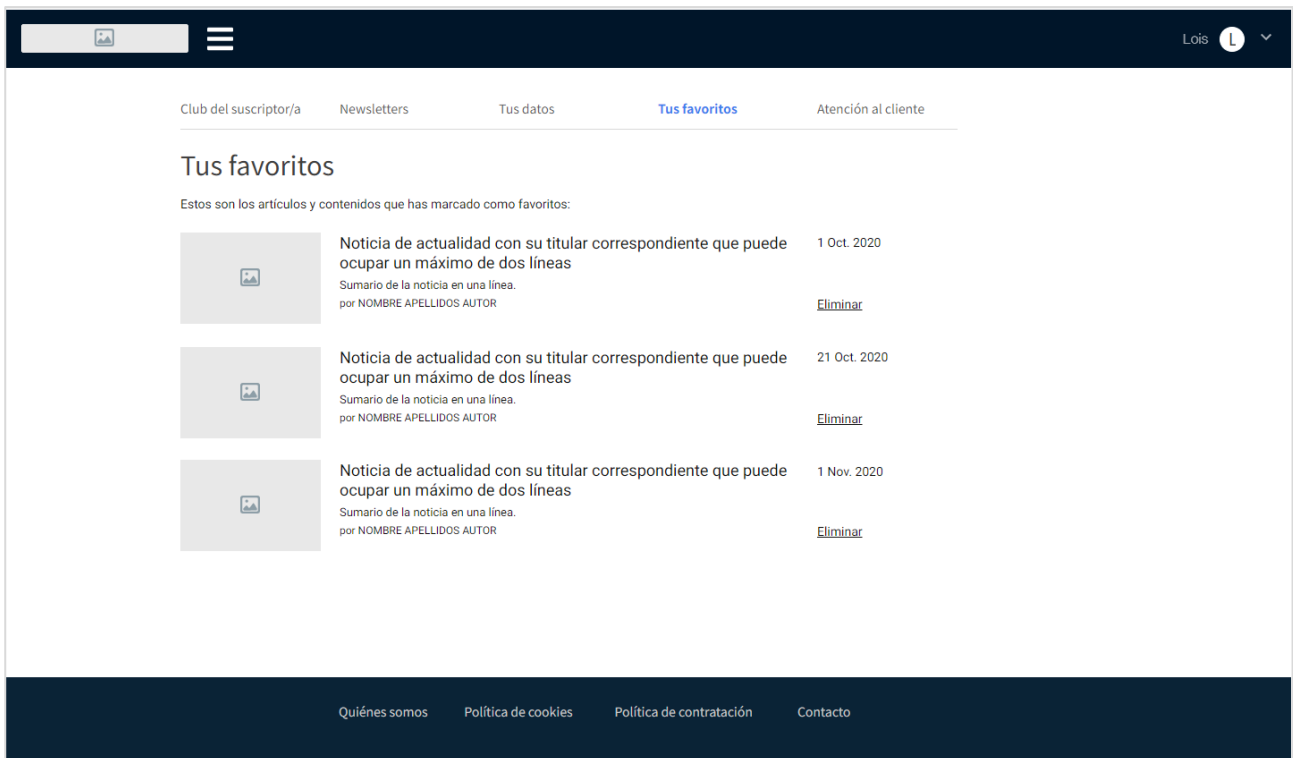 Lois L
Club del suscriptor/a Newsletters Tus datos Tus favoritos Atención al cliente
Tus favoritos
Estos son los artículos y contenidos que has marcado como favoritos:
Noticia de actualidad con su titular correspondiente que puede
ocupar un máximo de dos líneas
Sumario de la noticia en una línea.
por NOMBRE APELLIDOS AUTOR
1 Oct. 2020
Eliminar
Noticia de actualidad con su titular correspondiente que puede
ocupar un máximo de dos líneas
Sumario de la noticia en una línea.
por NOMBRE APELLIDOS AUTOR
21 Oct. 2020
Eliminar
Noticia de actualidad con su titular correspondiente que puede
ocupar un máximo de dos líneas
Sumario de la noticia en una línea.
por NOMBRE APELLIDOS AUTOR
1 Nov. 2020
Eliminar
Quiénes somos Política de cookies Política de contratación Contacto